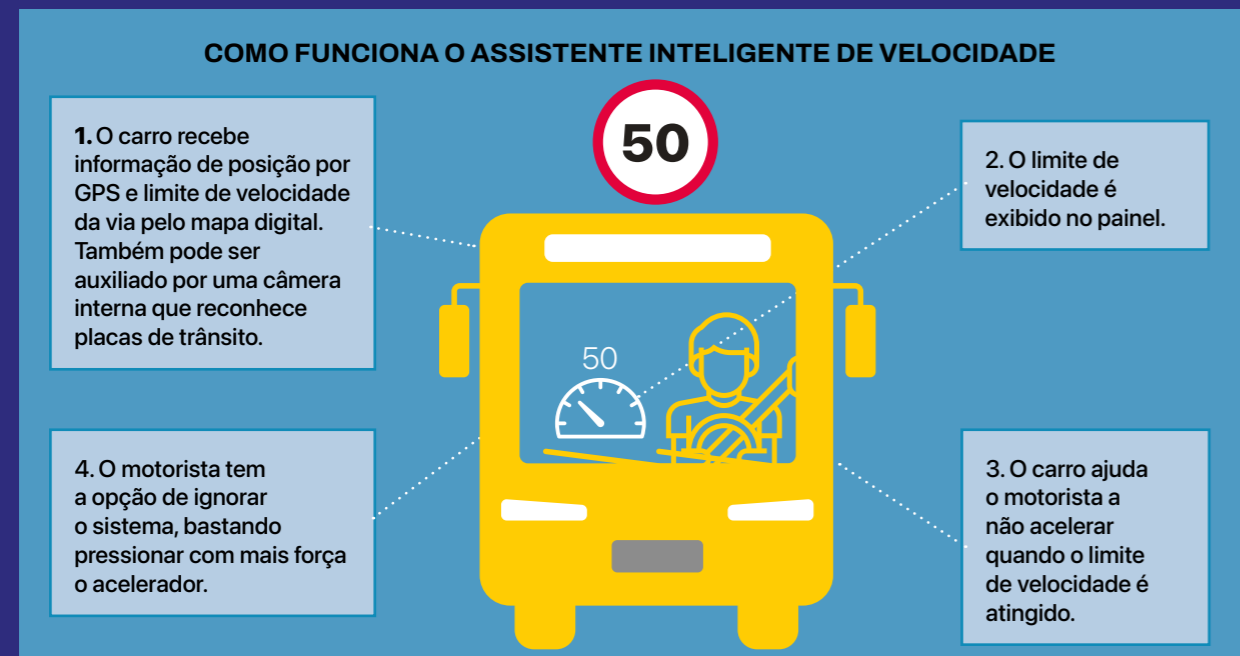 COMO FUNCIONA O ASSISTENTE INTELIGENTE DE VELOCIDADE
1. O carro recebe
informação de posição por
GPS e limite de velocidade
da via pelo mapa digital.
Também pode ser
auxiliado por uma câmera
interna que reconhece
placas de trânsito.
50
2. O limite de
velocidade é
exibido no painel.
50
3. O carro ajuda
o motorista a
não acelerar
quando o limite
de velocidade é
atingido.
4. O motorista tem
a opção de ignorar
o sistema, bastando
pressionar com mais força
o acelerador.